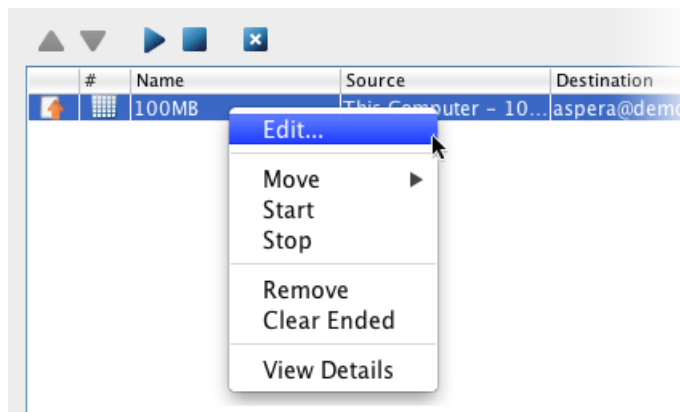 # Name Source Destination
100MB This Computer – 10... aspera@demo
Edit...
Move
Start
Stop
Remove
Clear Ended
View Details